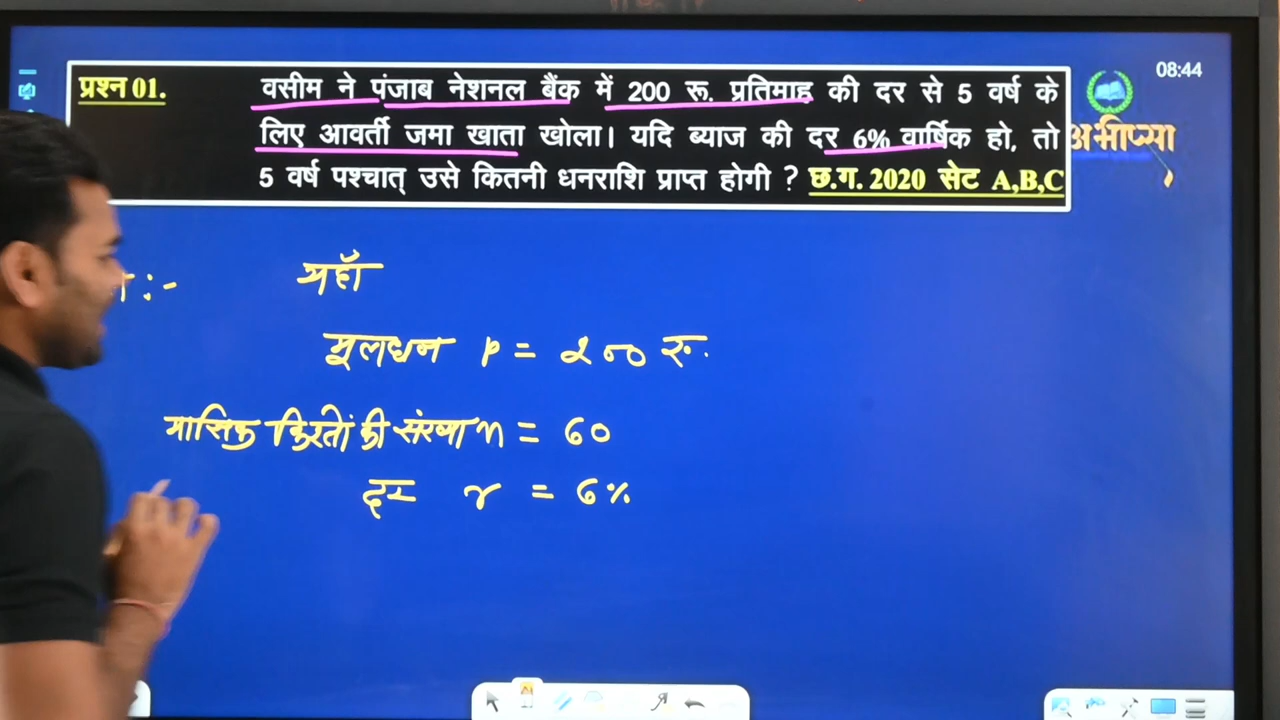 08:44
प्रश्न 01. वसीम ने पंजाब नेशनल बैंक में 200 रू. प्रतिमाह की दर से 5 वर्ष के
लिए आवर्ती जमा खाता खोला। यदि ब्याज की दर 6% वार्षिक हो, तो
5 वर्ष पश्चात् उसे कितनी धनराशि प्राप्त होगी ? छ.ग. 2020 सेट A,B,C
अभीप्सा
:- यहाँ
मूलधन P = 200 रू.
मासिक किस्तों की संख्या n = 60
दर r = 6%